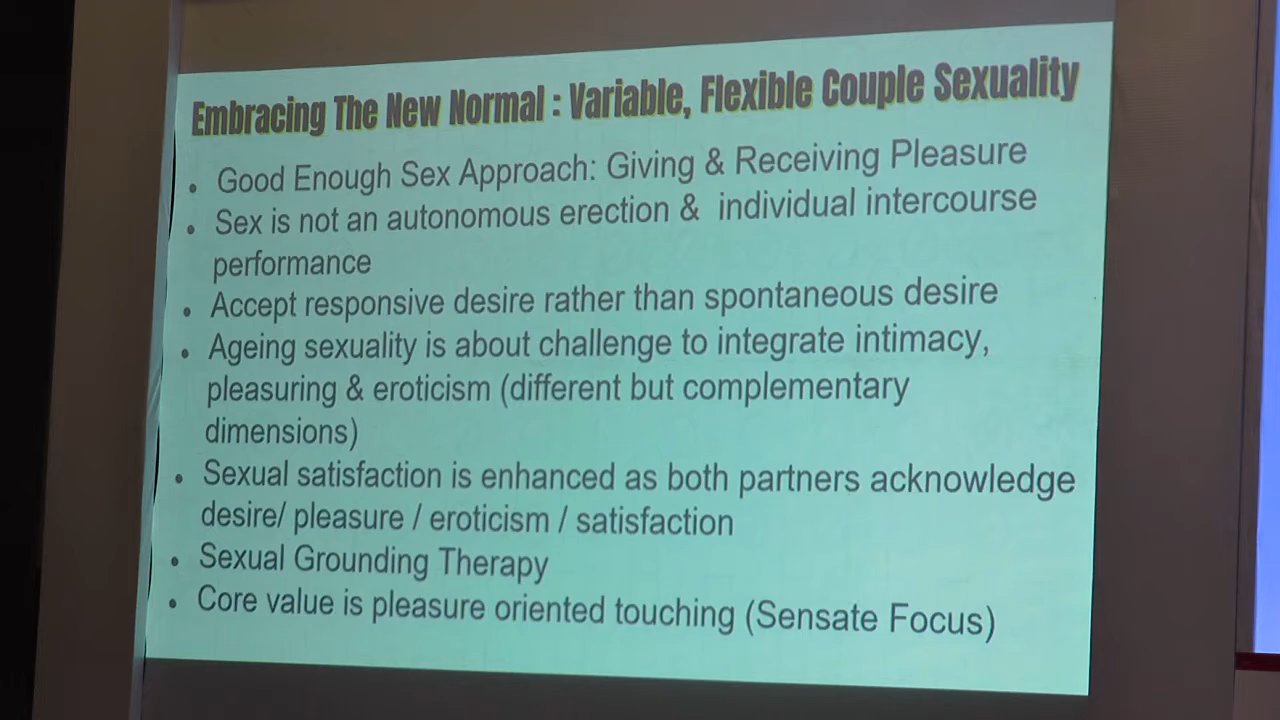 Embracing The New Normal : Variable, Flexible Couple Sexuality
• Good Enough Sex Approach: Giving & Receiving Pleasure
• Sex is not an autonomous erection & individual intercourse
performance
• Accept responsive desire rather than spontaneous desire
• Ageing sexuality is about challenge to integrate intimacy,
pleasuring & eroticism (different but complementary
dimensions)
• Sexual satisfaction is enhanced as both partners acknowledge
desire/ pleasure / eroticism / satisfaction
• Sexual Grounding Therapy
• Core value is pleasure oriented touching (Sensate Focus)